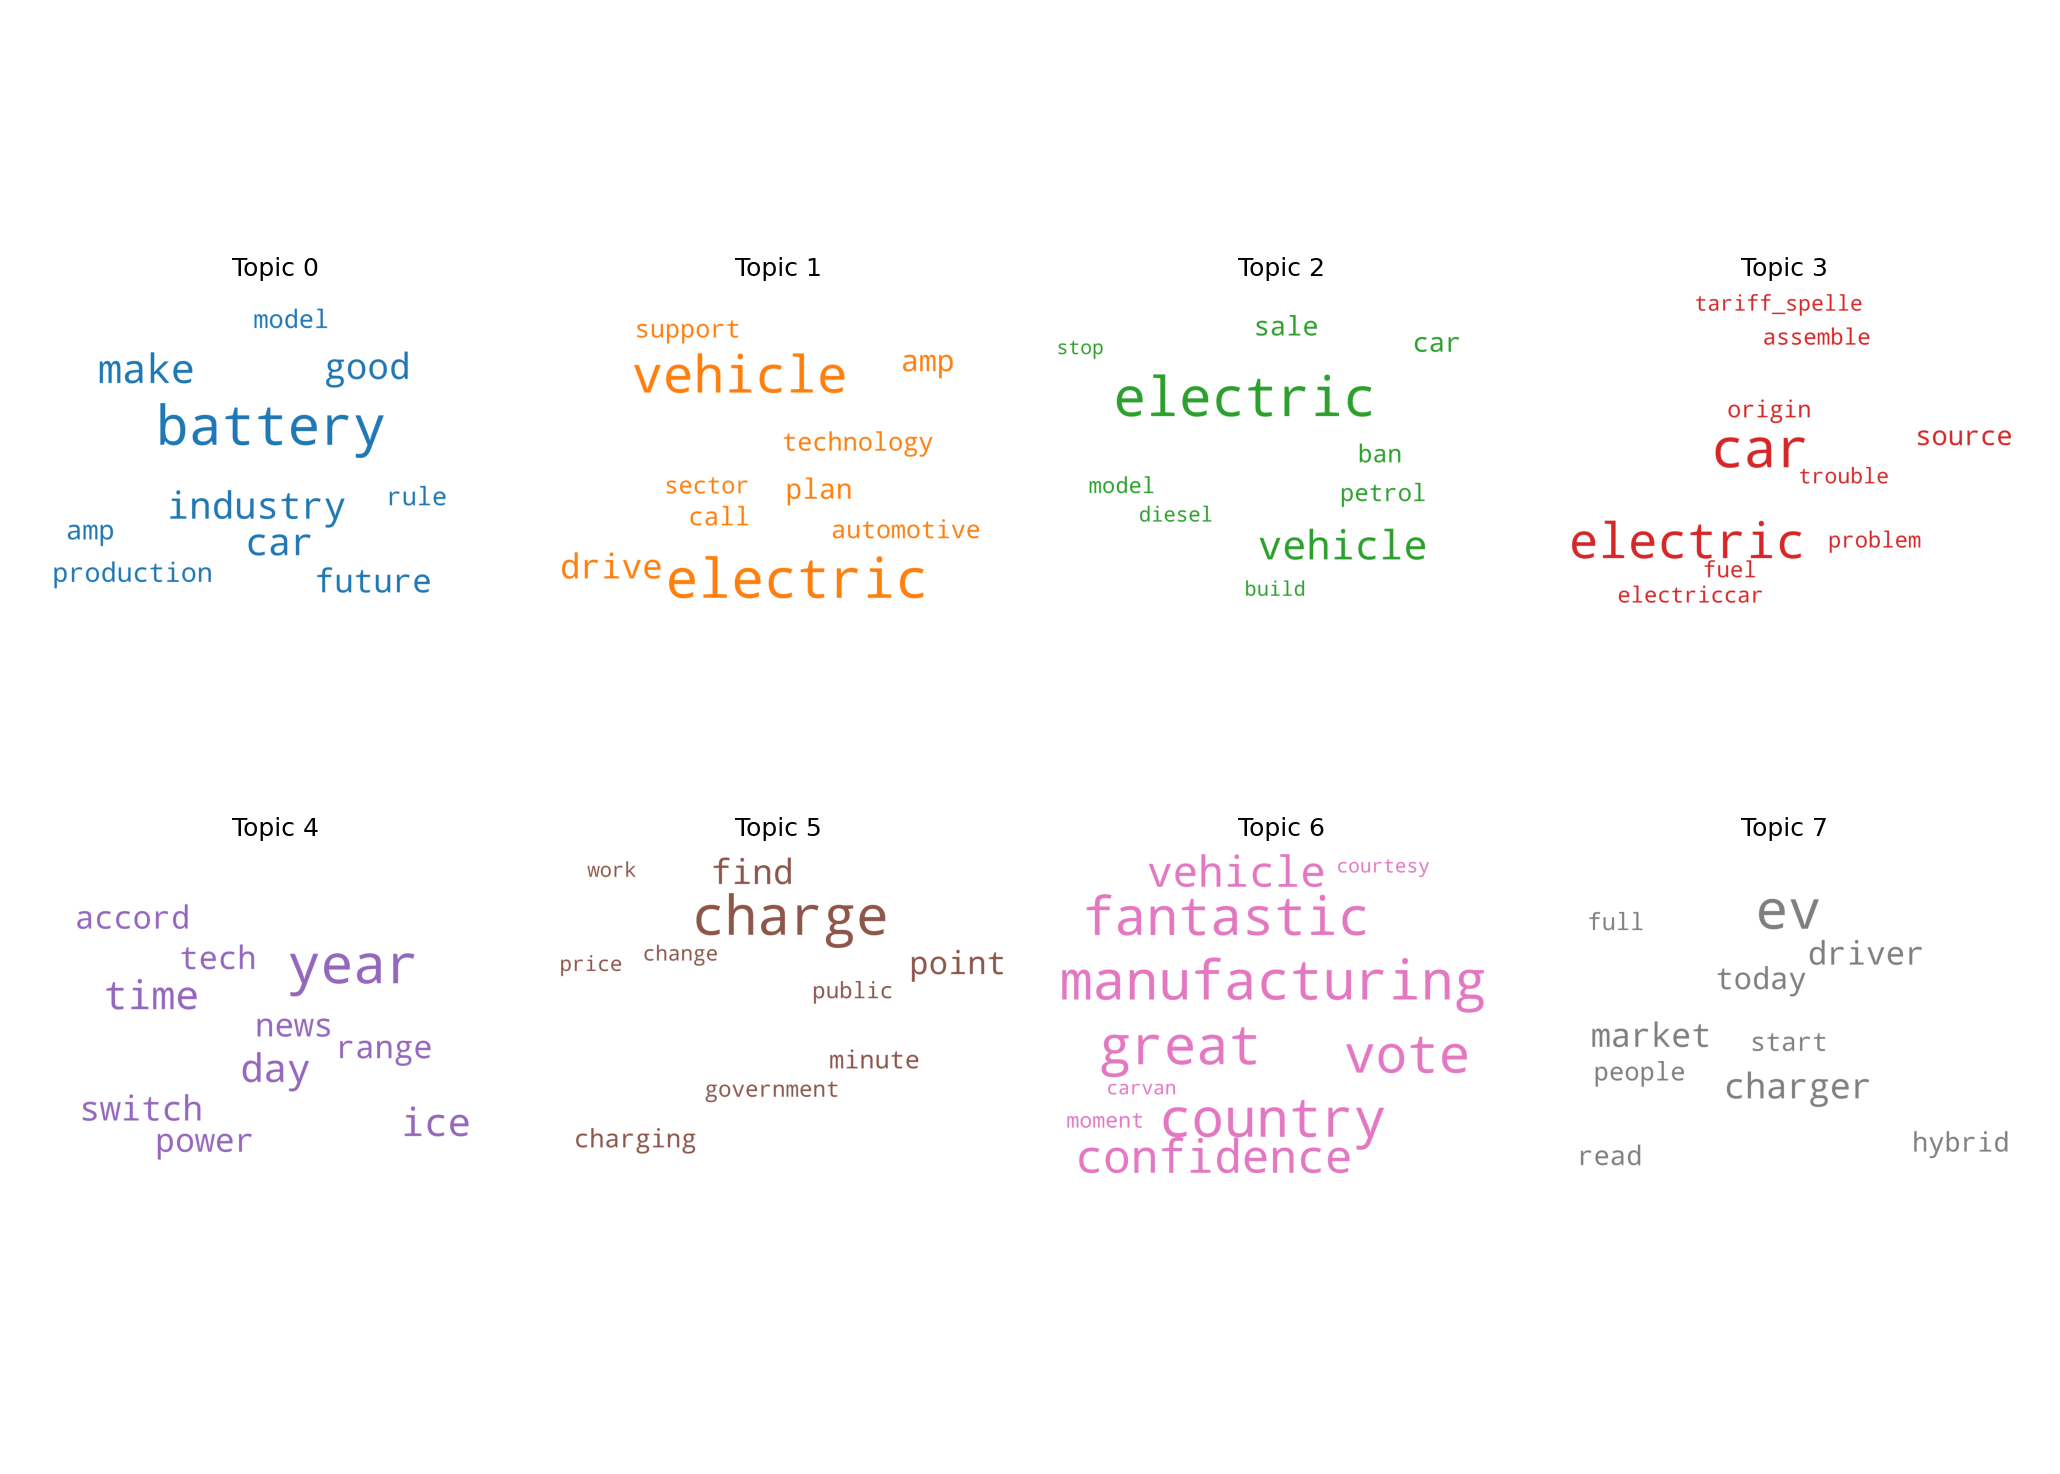 Topic 0
model
make good
battery
industry rule
amp car
production future
Topic 1
support
vehicle amp
technology
sector plan
call automotive
drive electric
Topic 2
sale
stop car
electric
ban
model petrol
diesel
vehicle
build
Topic 3
tariff_spelle
assemble
origin
car source
trouble
electric problem
fuel
electriccar
Topic 4
accord
tech year
time
news
range
day
switch ice
power
Topic 5
work find
charge
change
price point
public
minute
government
charging
Topic 6
vehicle courtesy
fantastic
manufacturing
great vote
carvan
moment country
confidence
Topic 7
ev
full
driver
today
market start
people
charger
hybrid
read